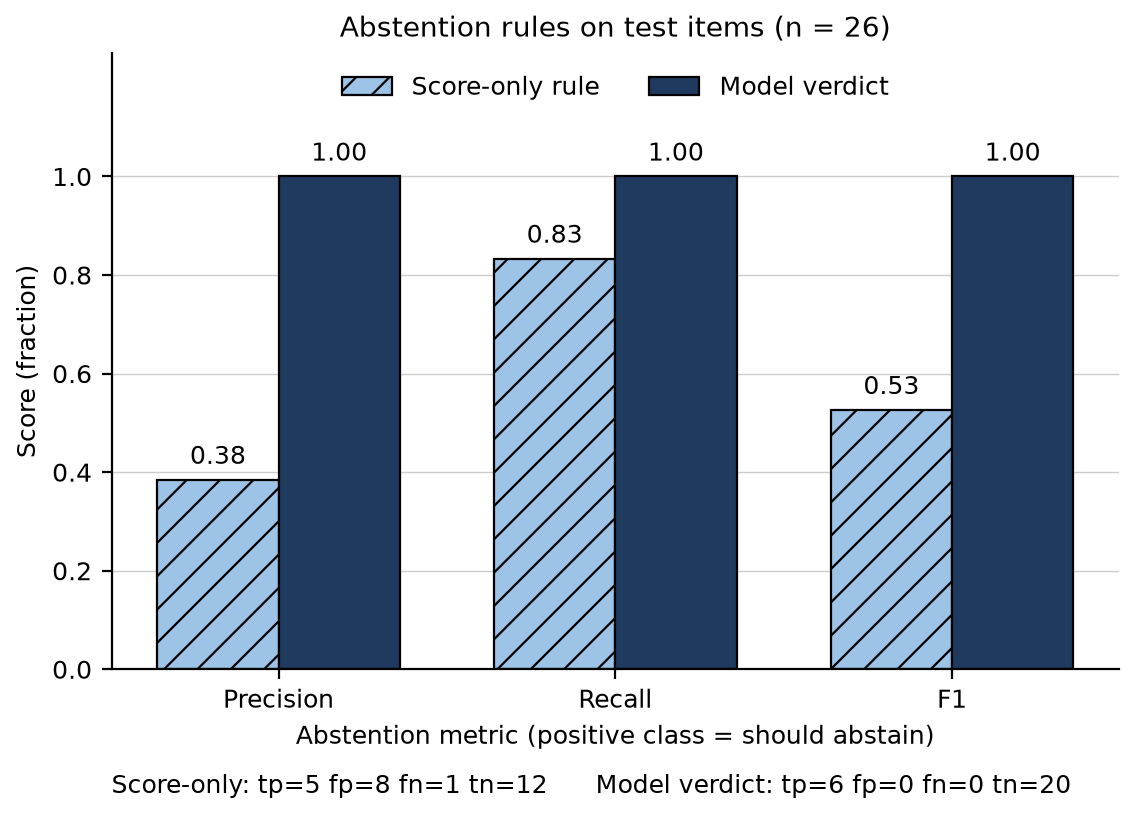 Abstention rules on test items (n = 26)
Score-only rule
Model verdict
Score (fraction)
1.0
0.8
0.6
0.4
0.2
0.0
0.38
1.00
0.83
1.00
0.53
1.00
Precision
Recall
F1
Abstention metric (positive class = should abstain)
Score-only: tp=5 fp=8 fn=1 tn=12
Model verdict: tp=6 fp=0 fn=0 tn=20